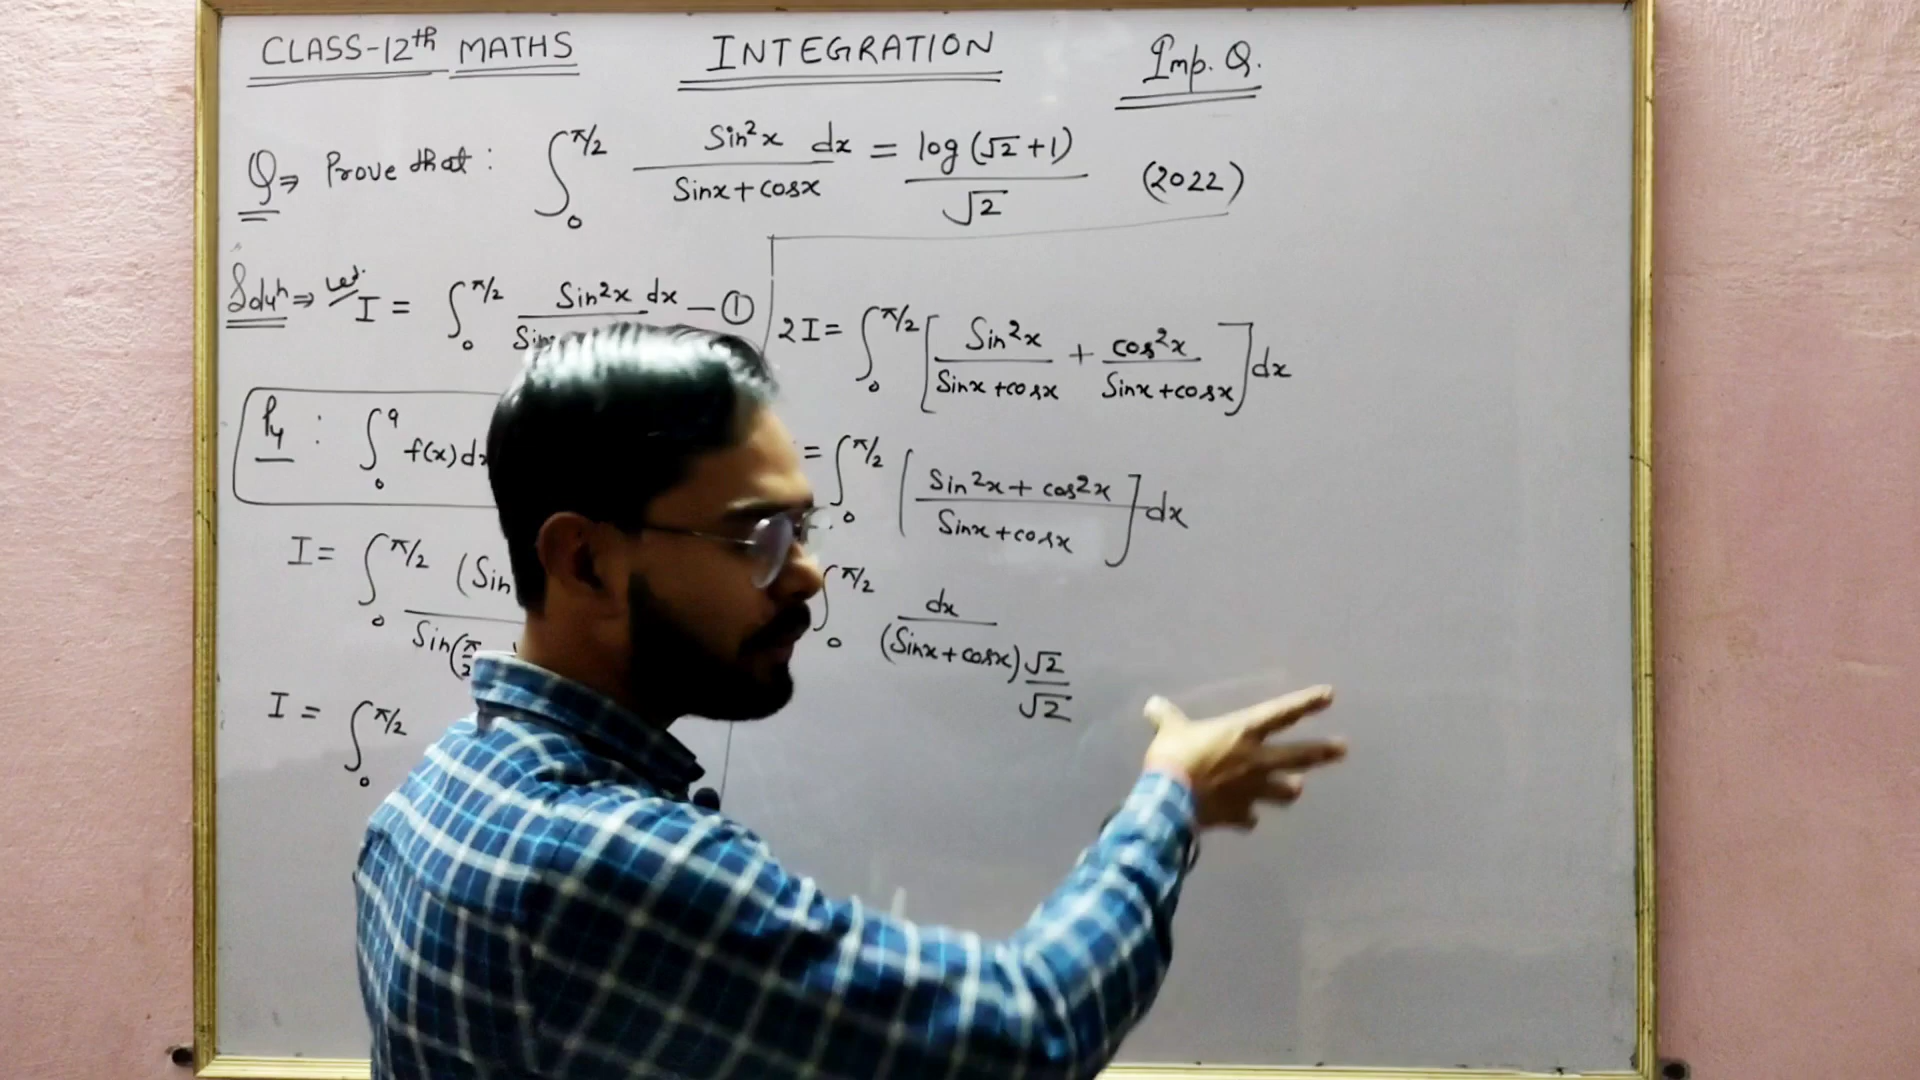 CLASS-12th MATHS INTEGRATION Imp. Q.
Q⇒ Prove that : ∫₀^π/2 Sin²x dx / Sinx+cosx = log(√2+1) / √2 (2022)
Soluⁿ⇒ Let I = ∫₀^π/2 Sin²x dx / Sin — ①
P₄ : ∫₀^a f(x)dx
I = ∫₀^π/2 (Sin / Sin(π/2
I = ∫₀^π/2
2I = ∫₀^π/2 [Sin²x / Sinx+cosx + cos²x / Sinx+cosx]dx
= ∫₀^π/2 [Sin²x+cos²x / Sinx+cosx]dx
∫₀^π/2 dx / (Sinx+cosx) √2/√2